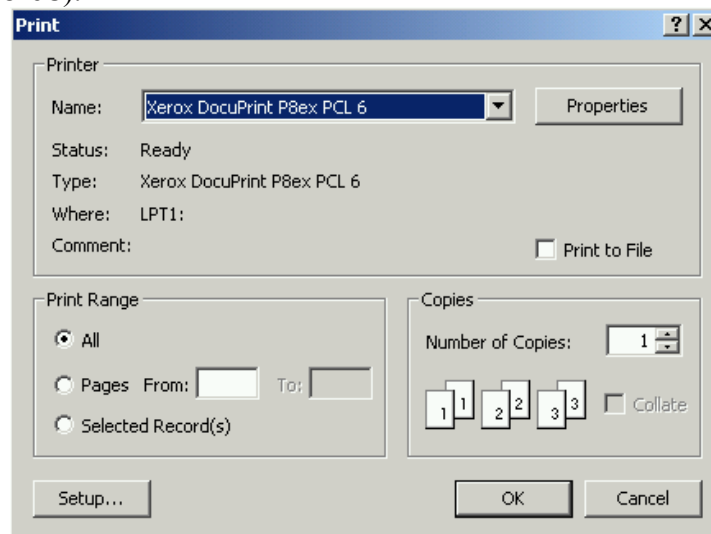 Print
Printer
Name: Xerox DocuPrint P8ex PCL 6 Properties
Status: Ready
Type: Xerox DocuPrint P8ex PCL 6
Where: LPT1:
Comment: Print to File
Print Range
All
Pages From: To:
Selected Record(s)
Copies
Number of Copies: 1
1 1 2 2 3 3 Collate
Setup... OK Cancel